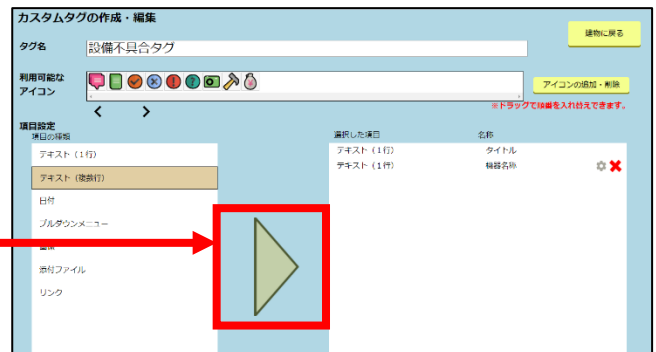 カスタムタグの作成・編集
建物に戻る
タグ名
設備不具合タグ
利用可能な
アイコン
アイコンの追加・削除
※ドラッグで順番を入れ替えできます。
項目設定
項目の種類
選択した項目
名称
テキスト（1行）
テキスト（1行）
タイトル
テキスト（複数行）
テキスト（1行）
機器名称
日付
プルダウンメニュー
添付ファイル
リンク